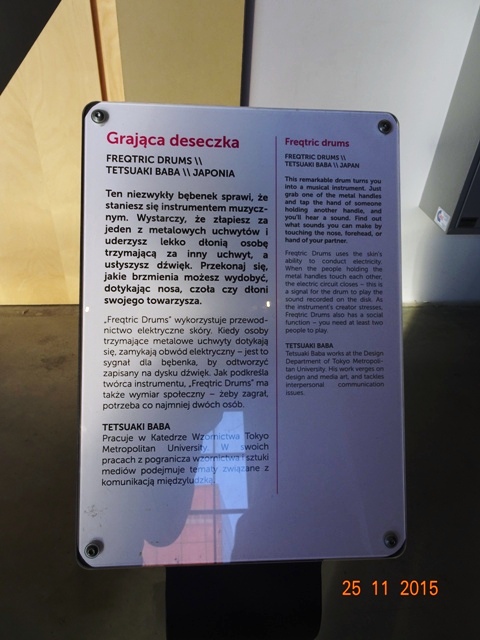 Grająca deseczka
FREQTRIC DRUMS \\
TETSUAKI BABA \\ JAPONIA
Ten niezwykły bębenek sprawi, że
staniesz się instrumentem muzycz-
nym. Wystarczy, że złapiesz za
jeden z metalowych uchwytów i
uderzysz lekko dłonią osobę
trzymającą za inny uchwyt, a
usłyszysz dźwięk. Przekonaj się,
jakie brzmienia możesz wydobyć,
dotykając nosa, czoła czy dłoni
swojego towarzysza.
„Freqtric Drums” wykorzystuje przewod-
nictwo elektryczne skóry. Kiedy osoby
trzymające metalowe uchwyty dotykają
się, zamykają obwód elektryczny – jest to
sygnał dla bębenka, by odtworzyć
zapisany na dysku dźwięk. Jak podkreśla
twórca instrumentu, „Freqtric Drums” ma
także wymiar społeczny – żeby zagrał,
potrzeba co najmniej dwóch osób.
TETSUAKI BABA
Pracuje w Katedrze Wzornictwa Tokyo
Metropolitan University. W swoich
pracach z pogranicza wzornictwa i sztuki
mediów podejmuje tematy związane z
komunikacją międzyludzką.
Freqtric drums
FREQTRIC DRUMS \\
TETSUAKI BABA \\ JAPAN
This remarkable drum turns you
into a musical instrument. Just
grab one of the metal handles
and tap the hand of someone
holding another handle, and
you'll hear a sound. Find out
what sounds you can make by
touching the nose, forehead, or
hand of your partner.
Freqtric Drums uses the skin's
ability to conduct electricity.
When the people holding the
metal handles touch each other,
the electric circuit closes – this is
a signal for the drum to play the
sound recorded on the disk. As
the instrument's creator stresses,
Freqtric Drums also has a social
function – you need at least two
people to play.
TETSUAKI BABA
Tetsuaki Baba works at the Design
Department of Tokyo Metropoli-
tan University. His work verges on
design and media art, and tackles
interpersonal communication
issues.
25 11 2015